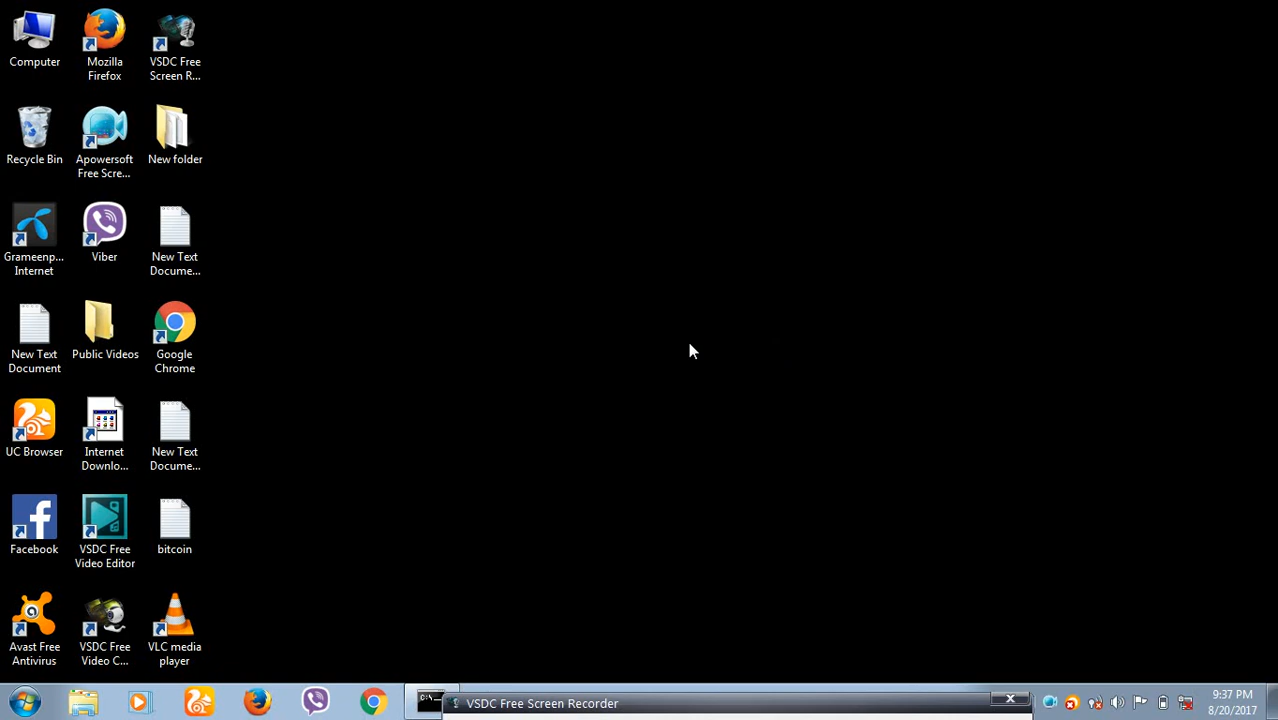 Computer
Mozilla
Firefox
VSDC Free
Screen R...
Recycle Bin
Apowersoft
Free Scre...
New folder
Grameenp...
Internet
Viber
New Text
Docume...
New Text
Document
Public Videos
Google
Chrome
UC Browser
Internet
Downlo...
New Text
Docume...
Facebook
VSDC Free
Video Editor
bitcoin
Avast Free
Antivirus
VSDC Free
Video C...
VLC media
player
C:\
VSDC Free Screen Recorder
9:37 PM
8/20/2017